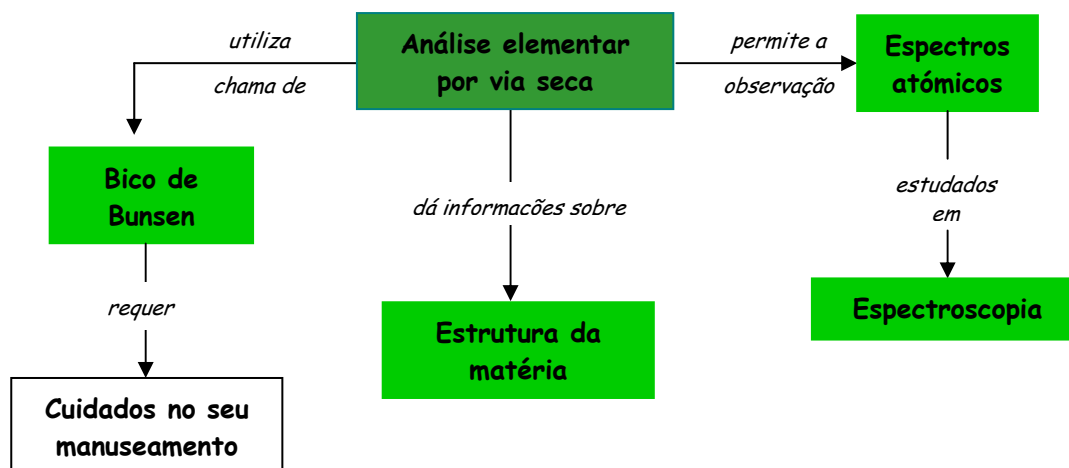 utiliza
chama de
Análise elementar
por via seca
permite a
observação
Espectros
atómicos
Bico de
Bunsen
dá informacões sobre
estudados
em
requer
Estrutura da
matéria
Espectroscopia
Cuidados no seu
manuseamento